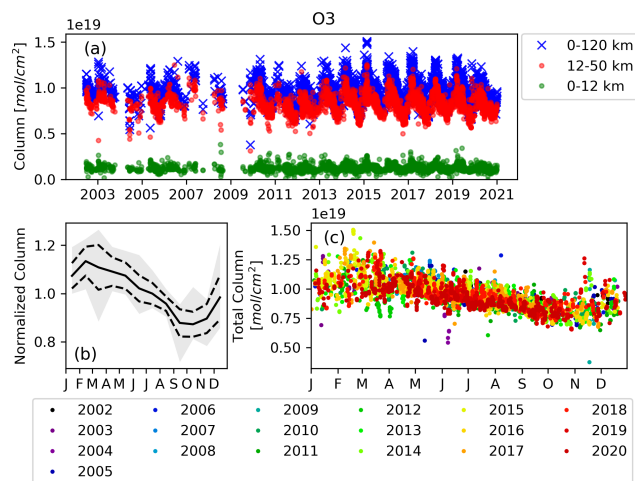 O3
1e19
(a)
Column [mol/cm²]
1.5
1.0
0.5
0.0
2003 2005 2007 2009 2011 2013 2015 2017 2019 2021
0-120 km
12-50 km
0-12 km
Normalized Column
1.2
1.0
0.8
(b)
J F M A M J J A S O N D
1e19
(c)
Total Column
[mol/cm²]
1.50
1.25
1.00
0.75
0.50
J F M A M J J A S O N D
2002 2006 2009 2012 2015 2018
2003 2007 2010 2013 2016 2019
2004 2008 2011 2014 2017 2020
2005